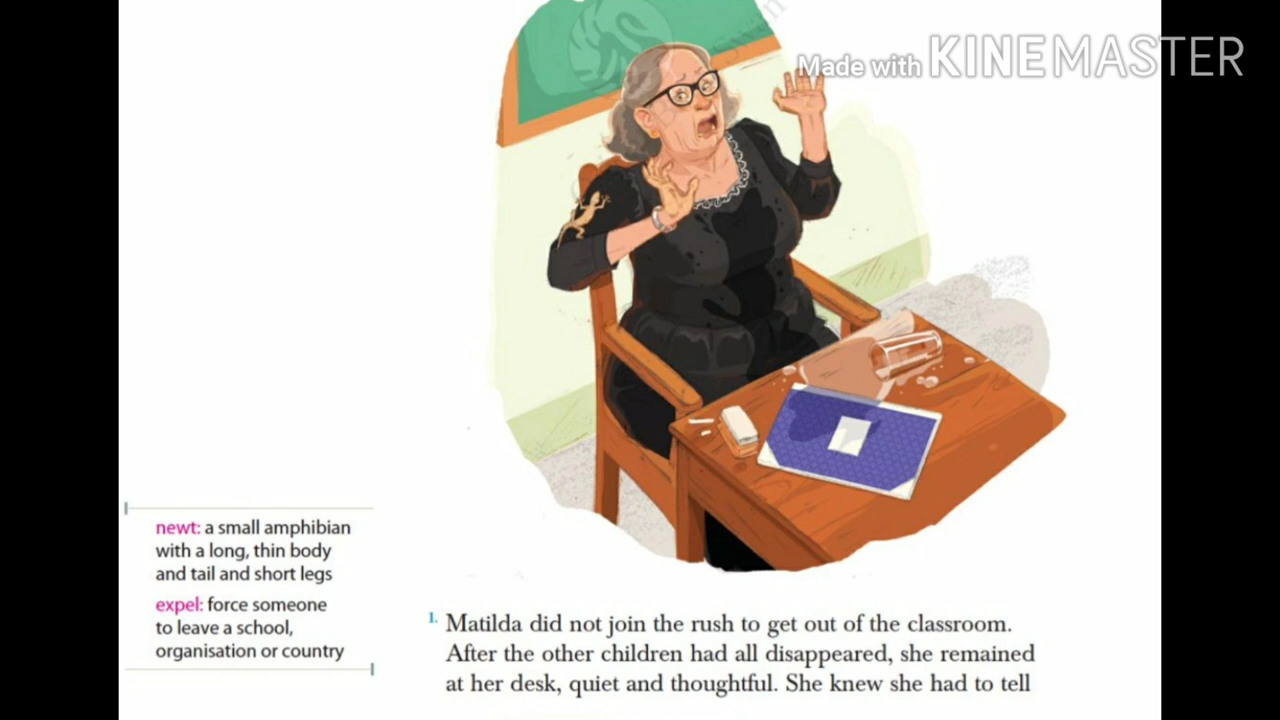 Made with KINEMASTER
newt: a small amphibian
with a long, thin body
and tail and short legs
expel: force someone
to leave a school,
organisation or country
1. Matilda did not join the rush to get out of the classroom.
After the other children had all disappeared, she remained
at her desk, quiet and thoughtful. She knew she had to tell